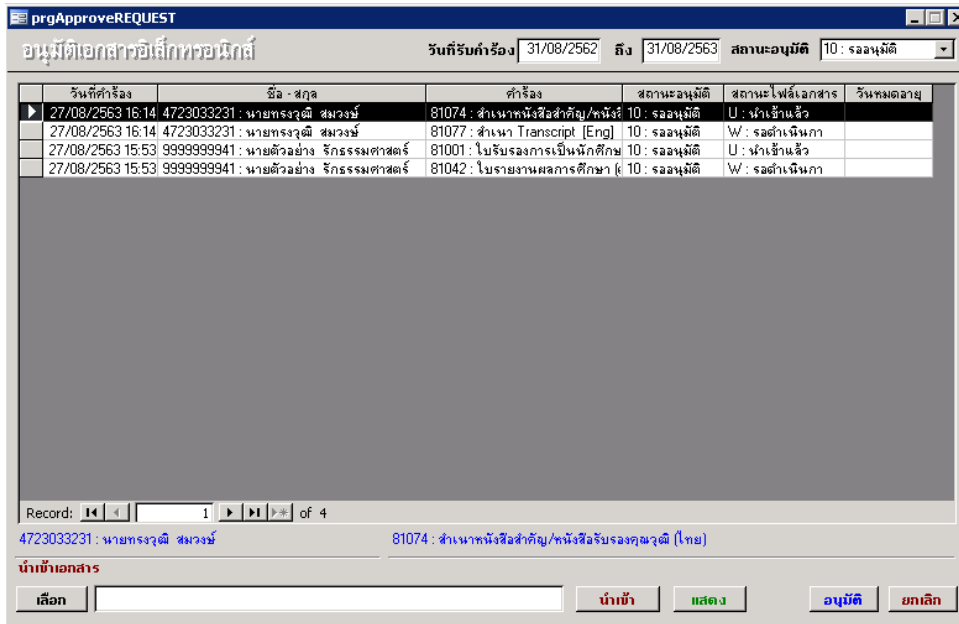 prgApproveREQUEST
อนุมัติเอกสารอิเล็กทรอนิกส์ วันที่รับคำร้อง 31/08/2562 ถึง 31/08/2563 สถานะอนุมัติ 10 : รออนุมัติ
วันที่คำร้อง ชื่อ - สกุล คำร้อง สถานะอนุมัติ สถานะไฟล์เอกสาร วันหมดอายุ
27/08/2563 16:14 4723033231 : นายทรงวุฒิ สมวงษ์ 81074 : สำเนาหนังสือสำคัญ/หนังสื 10 : รออนุมัติ U : นำเข้าแล้ว
27/08/2563 16:14 4723033231 : นายทรงวุฒิ สมวงษ์ 81077 : สำเนา Transcript [Eng] 10 : รออนุมัติ W : รอดำเนินกา
27/08/2563 15:53 9999999941 : นายตัวอย่าง รักธรรมศาสตร์ 81001 : ใบรับรองการเป็นนักศึกษ 10 : รออนุมัติ U : นำเข้าแล้ว
27/08/2563 15:53 9999999941 : นายตัวอย่าง รักธรรมศาสตร์ 81042 : ใบรายงานผลการศึกษา 10 : รออนุมัติ W : รอดำเนินกา
Record: 1 of 4
4723033231 : นายทรงวุฒิ สมวงษ์ 81074 : สำเนาหนังสือสำคัญ/หนังสือรับรองคุณวุฒิ (ไทย)
นำเข้าเอกสาร
เลือก นำเข้า แสดง อนุมัติ ยกเลิก